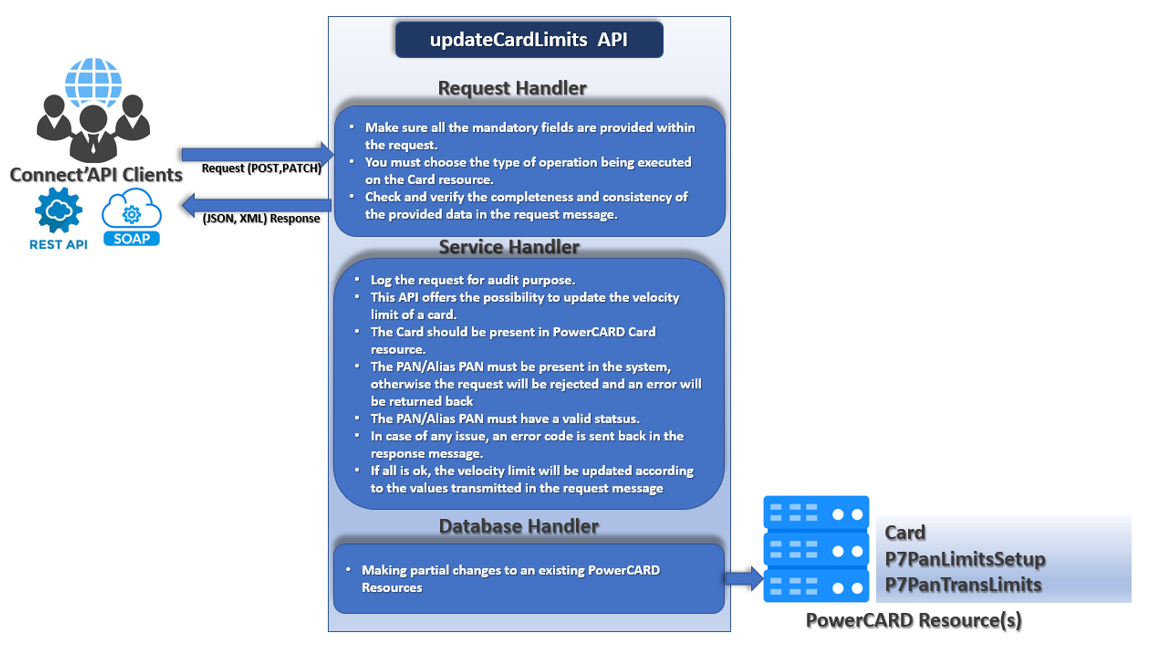 updateCardLimits API
Request Handler
• Make sure all the mandatory fields are provided within
the request.
• You must choose the type of operation being executed
on the Card resource.
• Check and verify the completeness and consistency of
the provided data in the request message.
Connect'API Clients
REST API
SOAP
Request (POST,PATCH)
(JSON, XML) Response
Service Handler
• Log the request for audit purpose.
• This API offers the possibility to update the velocity
limit of a card.
• The Card should be present in PowerCARD Card
resource.
• The PAN/Alias PAN must be present in the system,
otherwise the request will be rejected and an error will
be returned back
• The PAN/Alias PAN must have a valid statsus.
• In case of any issue, an error code is sent back in the
response message.
• If all is ok, the velocity limit will be updated according
to the values transmitted in the request message
Database Handler
• Making partial changes to an existing PowerCARD
Resources
Card
P7PanLimitsSetup
P7PanTransLimits
PowerCARD Resource(s)